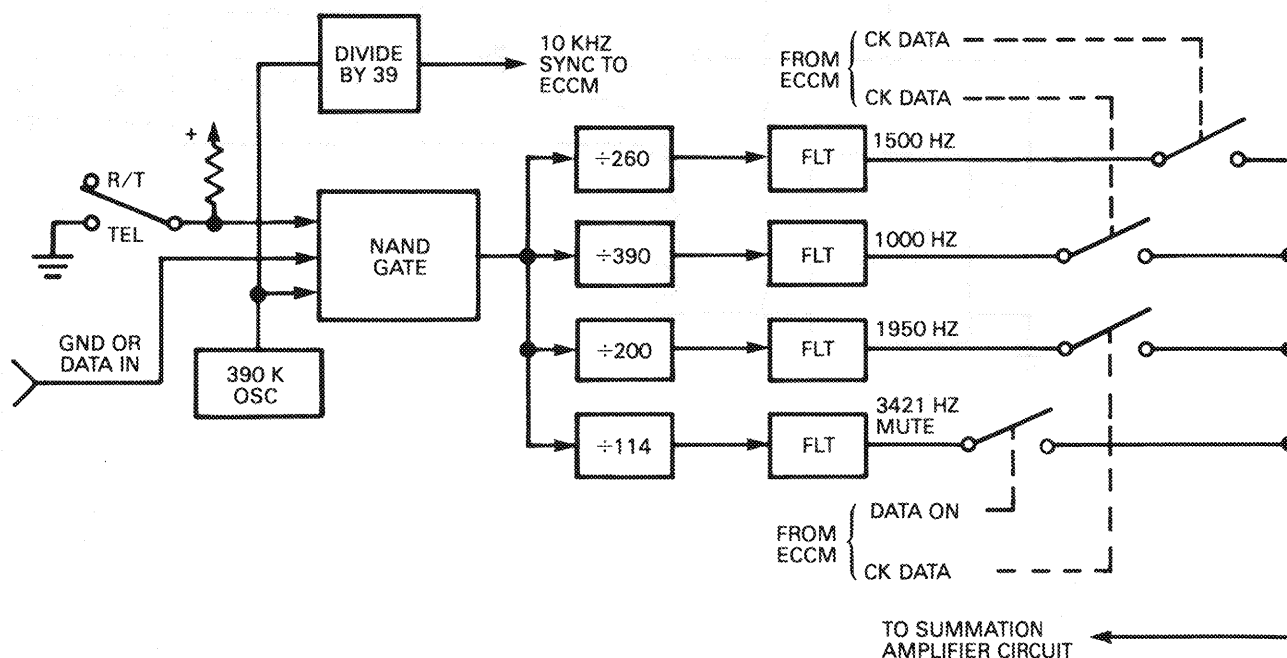 DIVIDE
BY 39
10 KHZ
SYNC TO
ECCM
FROM
ECCM
CK DATA
CK DATA
+
R/T
TEL
NAND
GATE
GND OR
DATA IN
390 K
OSC
÷260
FLT
1500 HZ
÷390
FLT
1000 HZ
÷200
FLT
1950 HZ
÷114
FLT
3421 HZ
MUTE
FROM
ECCM
DATA ON
CK DATA
TO SUMMATION
AMPLIFIER CIRCUIT